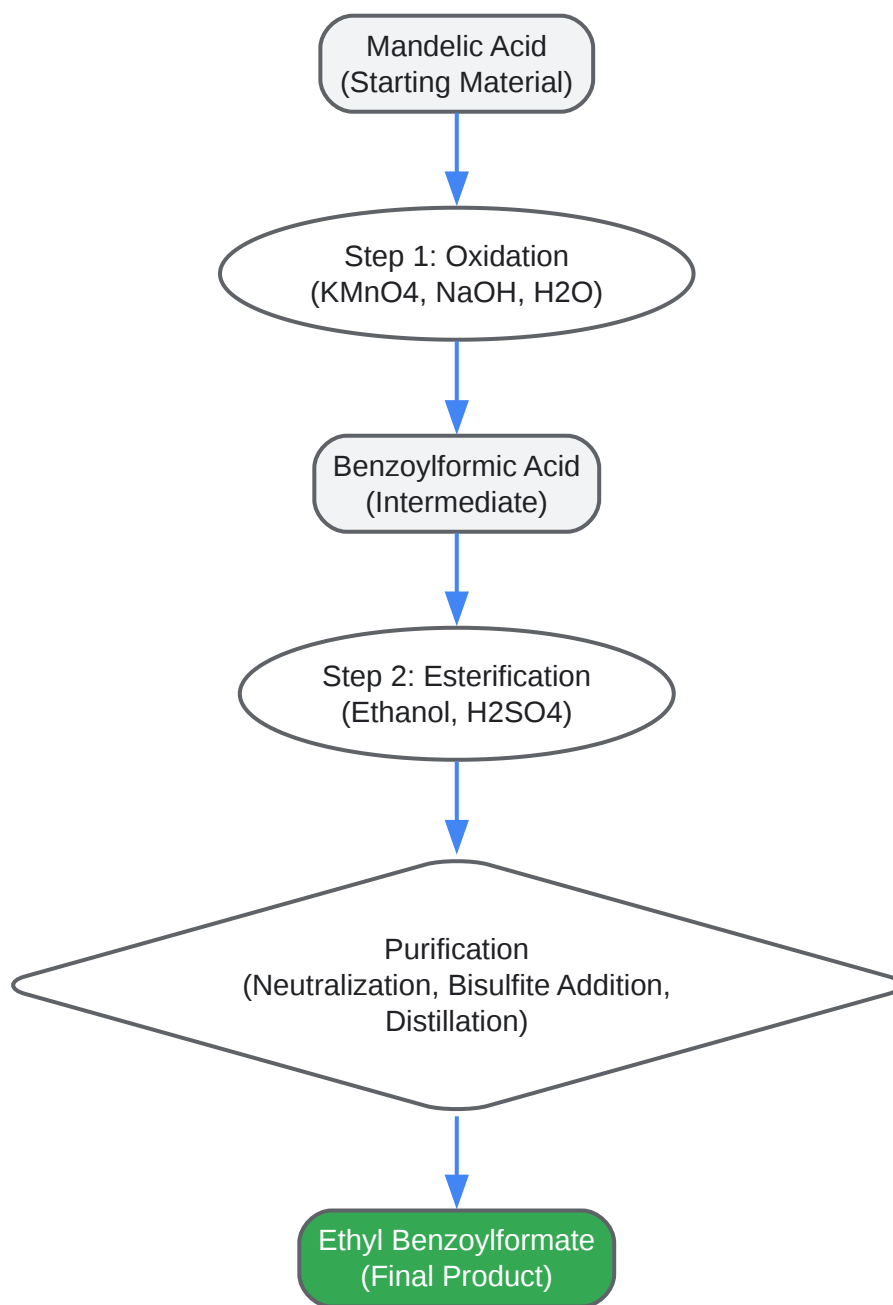 Mandelic Acid
(Starting Material)
Step 1: Oxidation
(KMnO4, NaOH, H2O)
Benzoylformic Acid
(Intermediate)
Step 2: Esterification
(Ethanol, H2SO4)
Purification
(Neutralization, Bisulfite Addition,
Distillation)
Ethyl Benzoylformate
(Final Product)